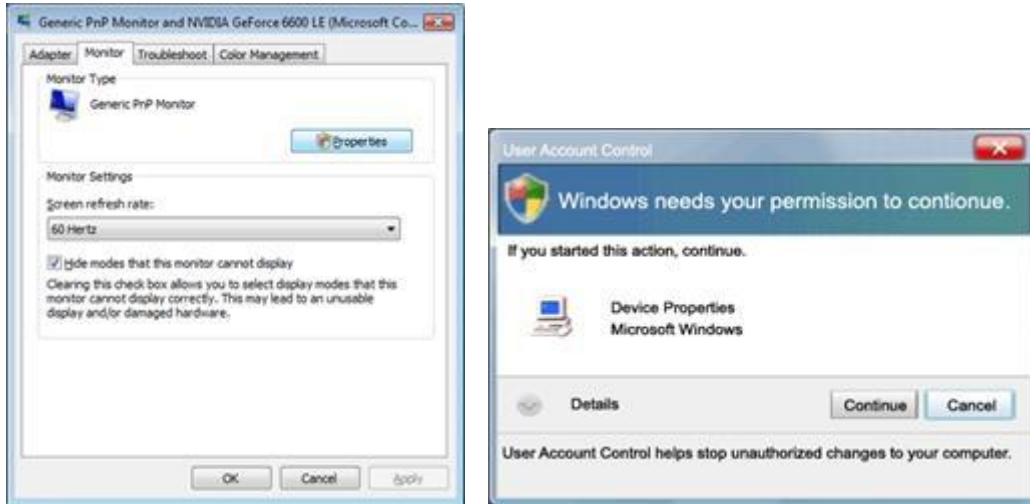 Generic PnP Monitor and NVIDIA GeForce 6600 LE (Microsoft Co...
Adapter Monitor Troubleshoot Color Management
Monitor Type
Generic PnP Monitor
Properties
Monitor Settings
Screen refresh rate:
60 Hertz
Hide modes that this monitor cannot display
Clearing this check box allows you to select display modes that this
monitor cannot display correctly. This may lead to an unusable
display and/or damaged hardware.
OK Cancel Apply
User Account Control
Windows needs your permission to contionue.
If you started this action, continue.
Device Properties
Microsoft Windows
Details Continue Cancel
User Account Control helps stop unauthorized changes to your computer.